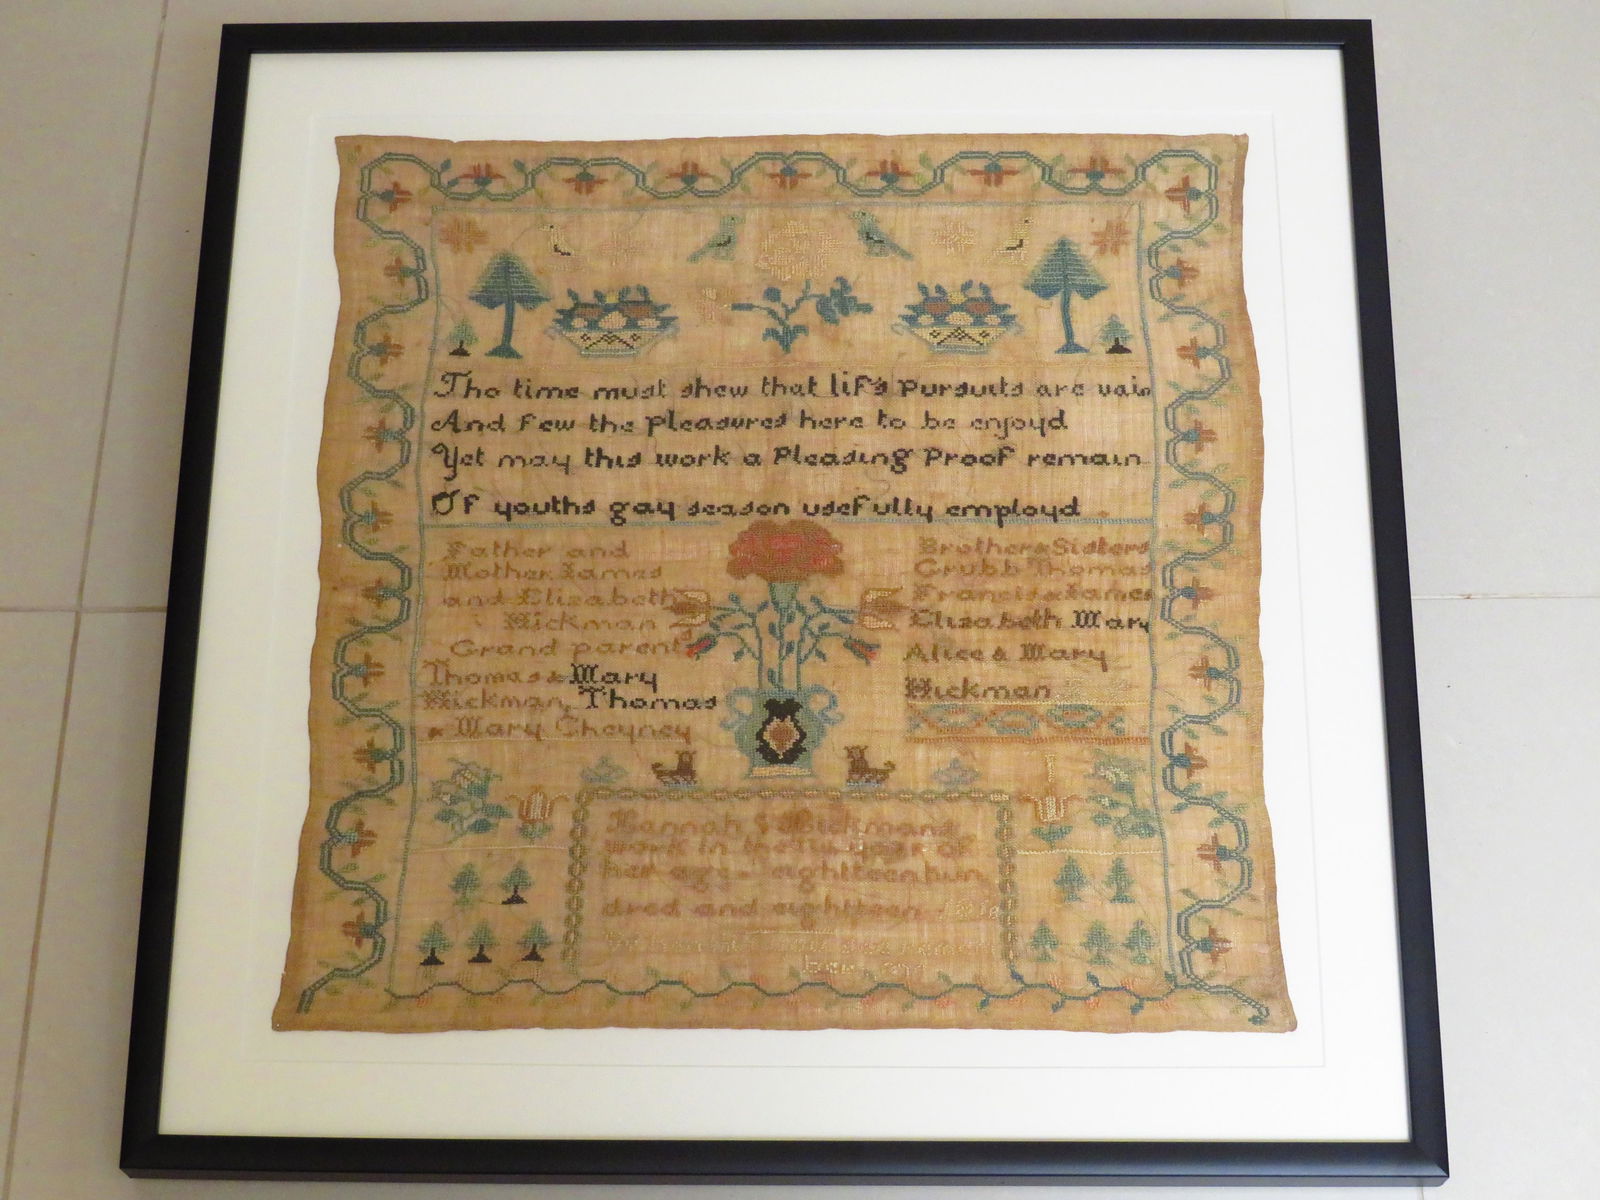 Tho time must shew that lifs pursuits are vain
And few the pleasures here to be enjoyd
Yet may this work a Pleasing Proof remain
Of youths gay season usefully employd
Father and
Mother James
and Elizabeth
Hickman
Grand parents
Thomas & Mary
Hickman Thomas
& Mary Cheyney
Brother & Sisters
Grubb Thomas
Francis & James
Elizabeth Mary
Alice & Mary
Hickman
Hannah Hickmans
work in the year of
her age eighteen hun
dred and eighteen 1818